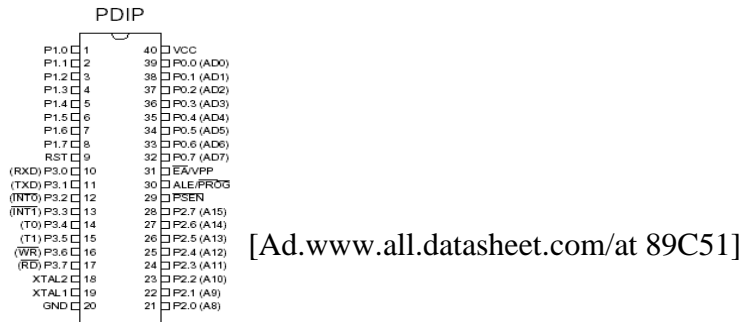 PDIP
P1.0 1 40 VCC
P1.1 2 39 P0.0 (AD0)
P1.2 3 38 P0.1 (AD1)
P1.3 4 37 P0.2 (AD2)
P1.4 5 36 P0.3 (AD3)
P1.5 6 35 P0.4 (AD4)
P1.6 7 34 P0.5 (AD5)
P1.7 8 33 P0.6 (AD6)
RST 9 32 P0.7 (AD7)
(RXD) P3.0 10 31 EA/VPP
(TXD) P3.1 11 30 ALE/PROG
(INT0) P3.2 12 29 PSEN
(INT1) P3.3 13 28 P2.7 (A15)
(T0) P3.4 14 27 P2.6 (A14)
(T1) P3.5 15 26 P2.5 (A13)
(WR) P3.6 16 25 P2.4 (A12)
(RD) P3.7 17 24 P2.3 (A11)
XTAL2 18 23 P2.2 (A10)
XTAL1 19 22 P2.1 (A9)
GND 20 21 P2.0 (A8)
[Ad.www.all.datasheet.com/at 89C51]